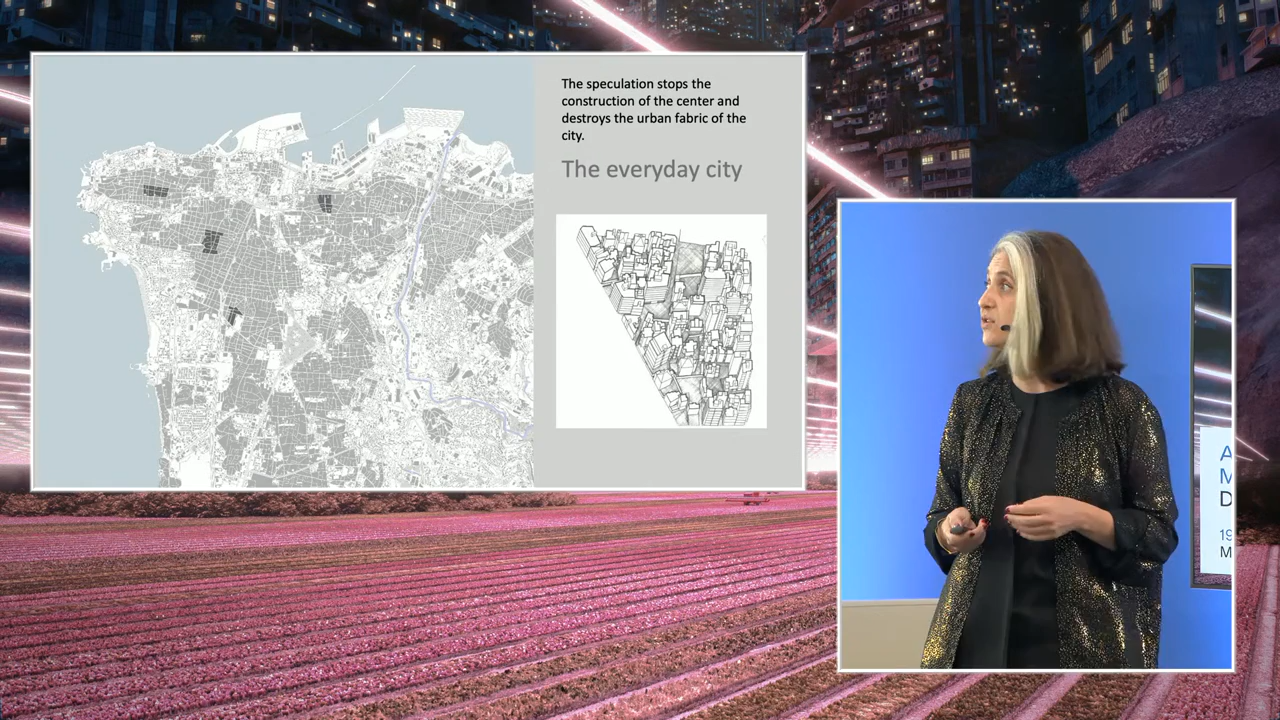 The speculation stops the
construction of the center and
destroys the urban fabric of the
city.
The everyday city
A
M
D
19
M